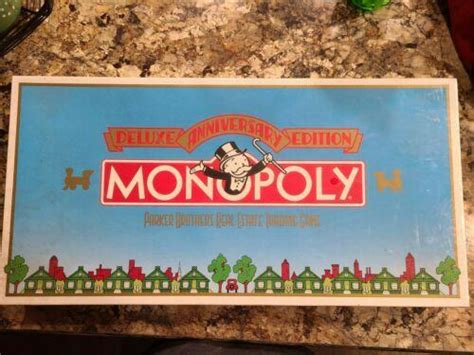 DELUXE ANNIVERSARY EDITION
MONOPOLY
PARKER BROTHERS REAL ESTATE TRADING GAME